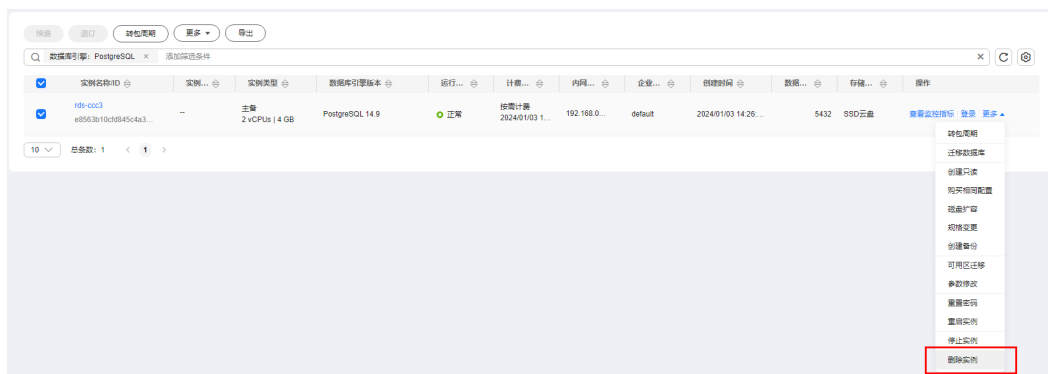 续费 退订 转包周期 更多 导出
数据库引擎: PostgreSQL × 添加筛选条件
实例名称/ID 实例... 实例类型 数据库引擎版本 运行... 计费... 内网... 企业... 创建时间 数据... 存储... 操作
rds-ccc3
e8563b10cfd845c4a3...
--
主备
2 vCPUs | 4 GB
PostgreSQL 14.9
正常
按需计费
2024/01/03 1...
192.168.0...
default
2024/01/03 14:26:...
5432
SSD云盘
查看监控指标 登录 更多
10 总条数: 1 < 1 >
转包周期
迁移数据库
创建只读
购买相同配置
磁盘扩容
规格变更
创建备份
可用区迁移
参数修改
重置密码
重启实例
停止实例
删除实例